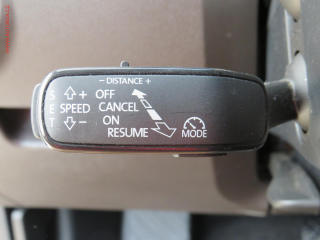 - DISTANCE +
SET
+ OFF
SPEED CANCEL
- ON
RESUME
MODE